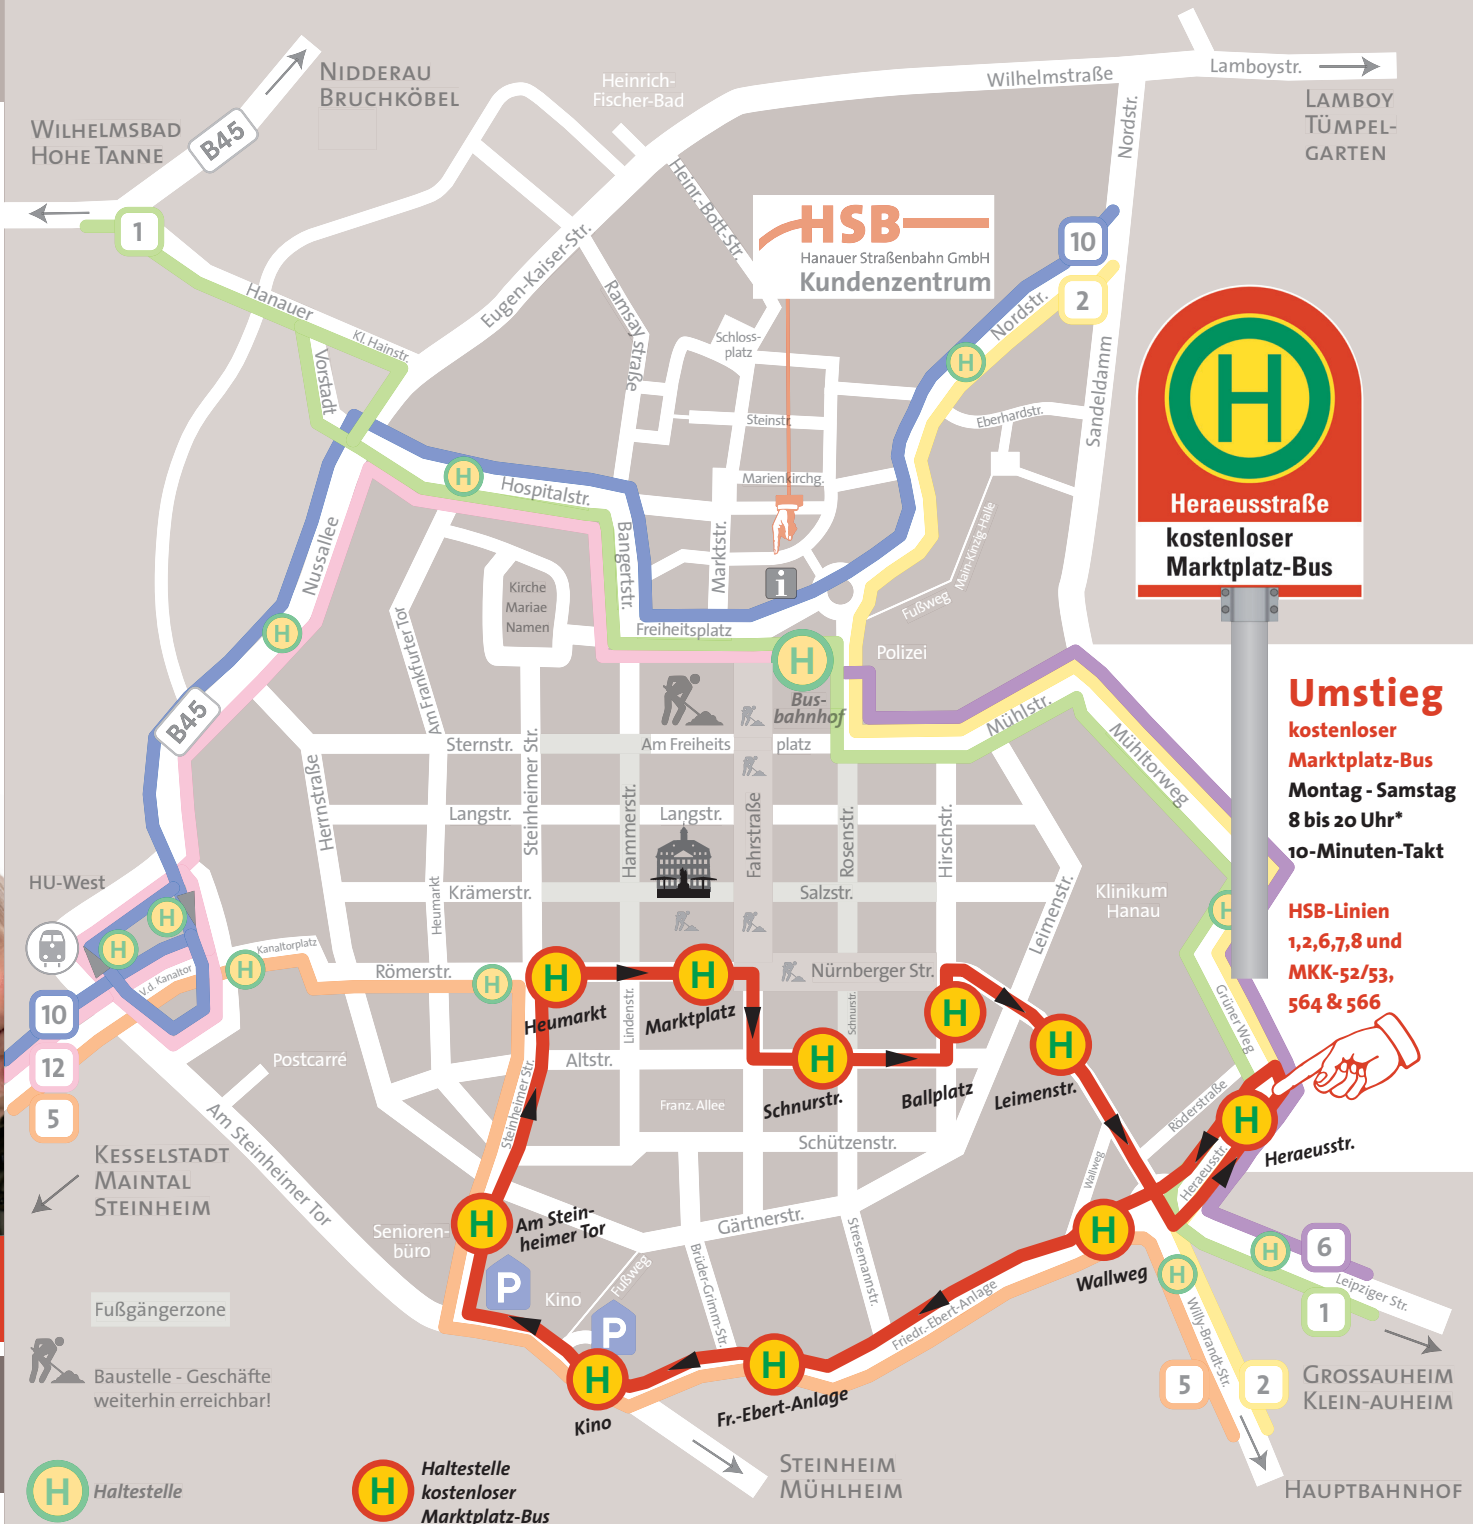 NIDDERAU
BRUCHKÖBEL
WILHELMSBAD
HOHE TANNE
B45
Heinrich-
Fischer-Bad
Wilhelmstraße
Lamboystr.
LAMBOY
TÜMPEL-
GARTEN
Nordstr.
1
Hanauer
Vorstadt
Kl. Hainstr.
Eugen-Kaiser-Str.
Heinr.-Bott-Str.
Ramsay straße
HSB
Hanauer Straßenbahn GmbH
Kundenzentrum
10
2
Nordstr.
H
Schloss-
platz
Steinstr.
Marienkirchg.
Eberhardstr.
Sandeldamm
H
Heraeusstraße
kostenloser
Marktplatz-Bus
H
Hospitalstr.
Nussallee
Bangertstr.
Marktstr.
i
Main-Kinzig-Halle
Fußweg
Kirche
Mariae
Namen
Freiheitsplatz
H
H
Polizei
Bus-
bahnhof
Am Frankfurter Tor
B45
Sternstr.
Steinheimer Str.
Am Freiheits
platz
Mühlstr.
Mühltorweg
Umstieg
kostenloser
Marktplatz-Bus
Montag - Samstag
8 bis 20 Uhr*
10-Minuten-Takt
HSB-Linien
1,2,6,7,8 und
MKK-52/53,
564 & 566
Herrnstraße
Langstr.
Hammerstr.
Langstr.
Fahrstraße
Rosenstr.
Hirschstr.
HU-West
Heumarkt
Krämerstr.
Salzstr.
Leimenstr.
Klinikum
Hanau
H
H
H
H
Kanaltorplatz
V.d. Kanaltor
Römerstr.
H
H
Heumarkt
Lindenstr.
H
Marktplatz
Nürnberger Str.
Schnurstr.
H
Ballplatz
Grüner Weg
10
12
5
Postcarré
Altstr.
H
Schnurstr.
H
Leimenstr.
Franz. Allee
Steinheimer Str.
Schützenstr.
Röderstraße
H
Heraeusstr.
Heraeusstr.
Wallweg
KESSELSTADT
MAINTAL
STEINHEIM
Am Steinheimer Tor
Senioren-
büro
H
Am Stein-
heimer Tor
Gärtnerstr.
Stresemannstr.
Brüder-Grimm-Str.
H
Wallweg
H
H
6
Leipziger Str.
1
P
Kino
Fußweg
P
Friedr.-Ebert-Anlage
Willy-Brandt-Str.
Fußgängerzone
Baustelle - Geschäfte
weiterhin erreichbar!
H
Kino
H
Fr.-Ebert-Anlage
5
2
GROSSAUHEIM
KLEIN-AUHEIM
H
Haltestelle
H
Haltestelle
kostenloser
Marktplatz-Bus
STEINHEIM
MÜHLHEIM
HAUPTBAHNHOF